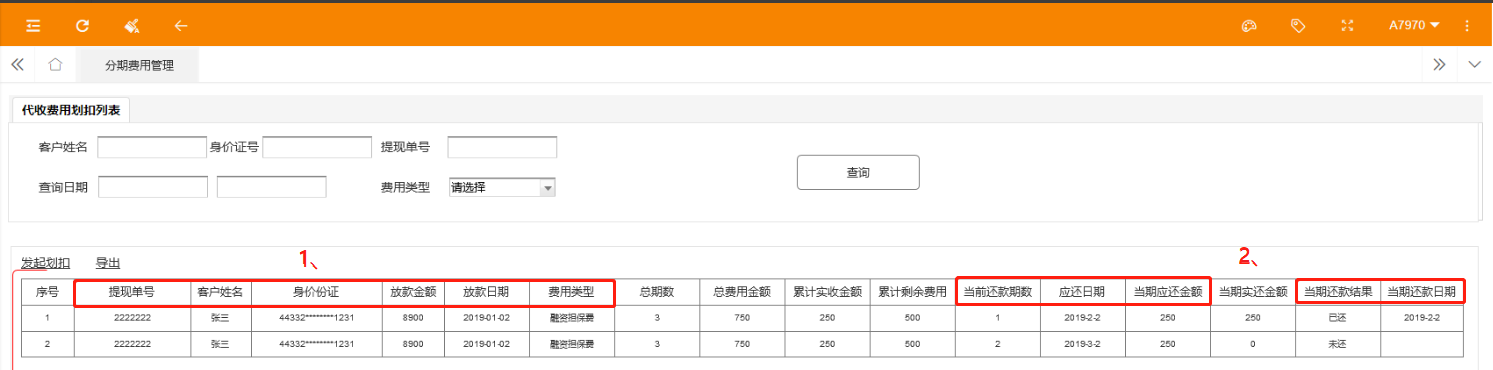 A7970
分期费用管理
代收费用划扣列表
客户姓名 身价证号 提现单号
查询
查询日期 费用类型 请选择
1、 2、
发起划扣 导出
序号 提现单号 客户姓名 身价份证 放款金额 放款日期 费用类型 总期数 总费用金额 累计实收金额 累计剩余费用 当前还款期数 应还日期 当期应还金额 当期实还金额 当期还款结果 当期还款日期
1 2222222 张三 44332********1231 8900 2019-01-02 融资担保费 3 750 250 500 1 2019-2-2 250 250 已还 2019-2-2
2 2222222 张三 44332********1231 8900 2019-01-02 融资担保费 3 750 250 500 2 2019-3-2 250 0 未还